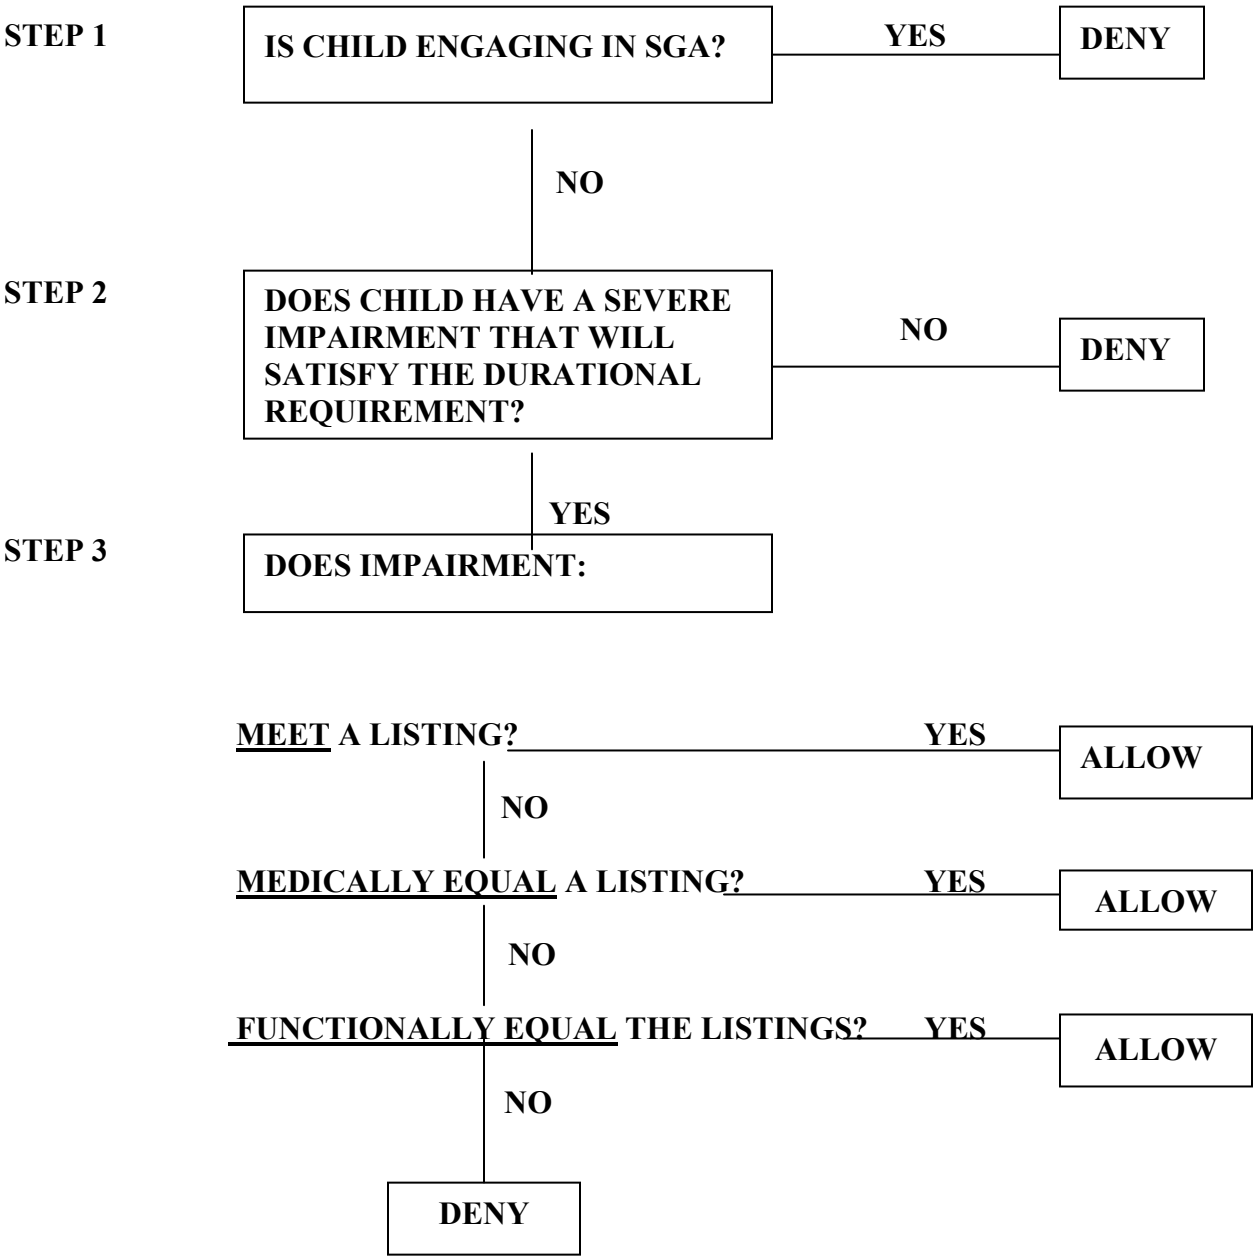 STEP 1
IS CHILD ENGAGING IN SGA?
YES
DENY
NO
STEP 2
DOES CHILD HAVE A SEVERE
IMPAIRMENT THAT WILL
SATISFY THE DURATIONAL
REQUIREMENT?
NO
DENY
YES
STEP 3
DOES IMPAIRMENT:
MEET A LISTING?
YES
ALLOW
NO
MEDICALLY EQUAL A LISTING?
YES
ALLOW
NO
FUNCTIONALLY EQUAL THE LISTINGS?
YES
ALLOW
NO
DENY